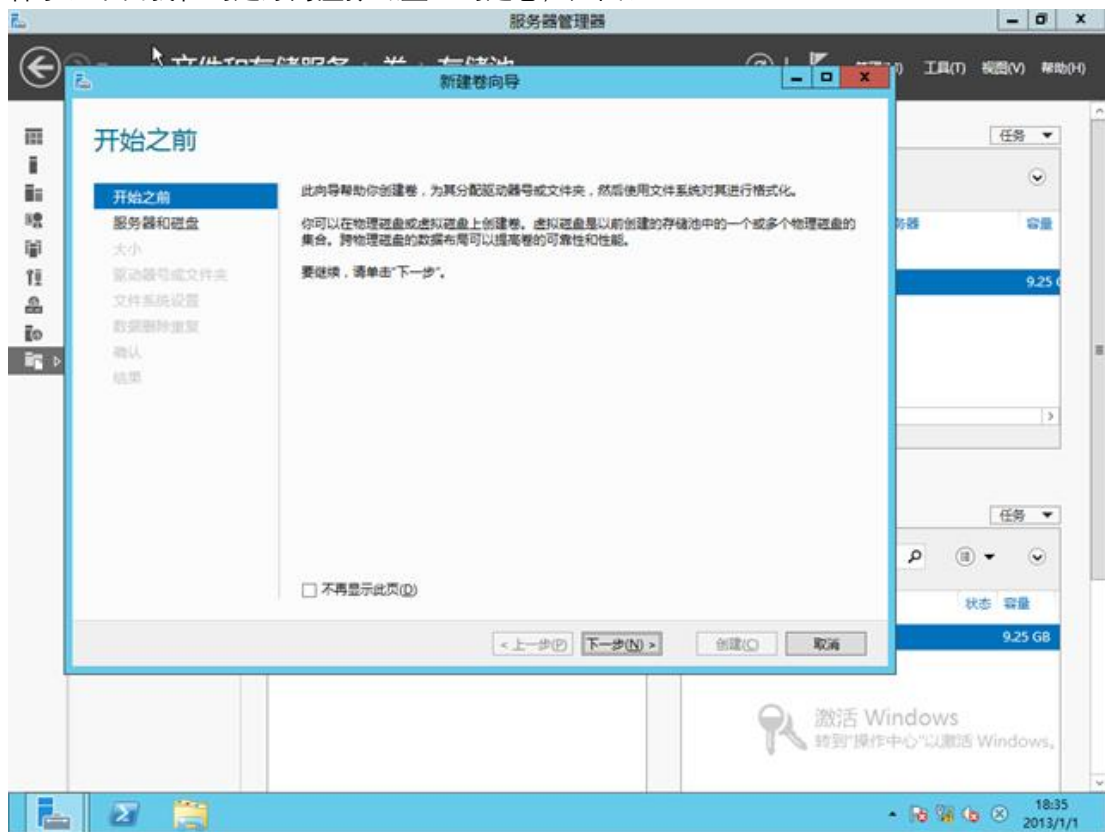 服务器管理器
工具(T) 视图(V) 帮助(H)
新建卷向导
开始之前
任务
开始之前
服务器和磁盘
大小
驱动器号或文件夹
文件系统设置
数据删除重复
确认
结果
此向导帮助你创建卷，为其分配驱动器号或文件夹，然后使用文件系统对其进行格式化。
你可以在物理磁盘或虚拟磁盘上创建卷。虚拟磁盘是以前创建的存储池中的一个或多个物理磁盘的
集合。跨物理磁盘的数据布局可以提高卷的可靠性和性能。
要继续，请单击"下一步"。
容量
9.25
任务
不再显示此页(D)
状态 容量
9.25 GB
< 上一步(P) 下一步(N) > 创建(C) 取消
激活 Windows
转到"操作中心"以激活 Windows。
18:35
2013/1/1